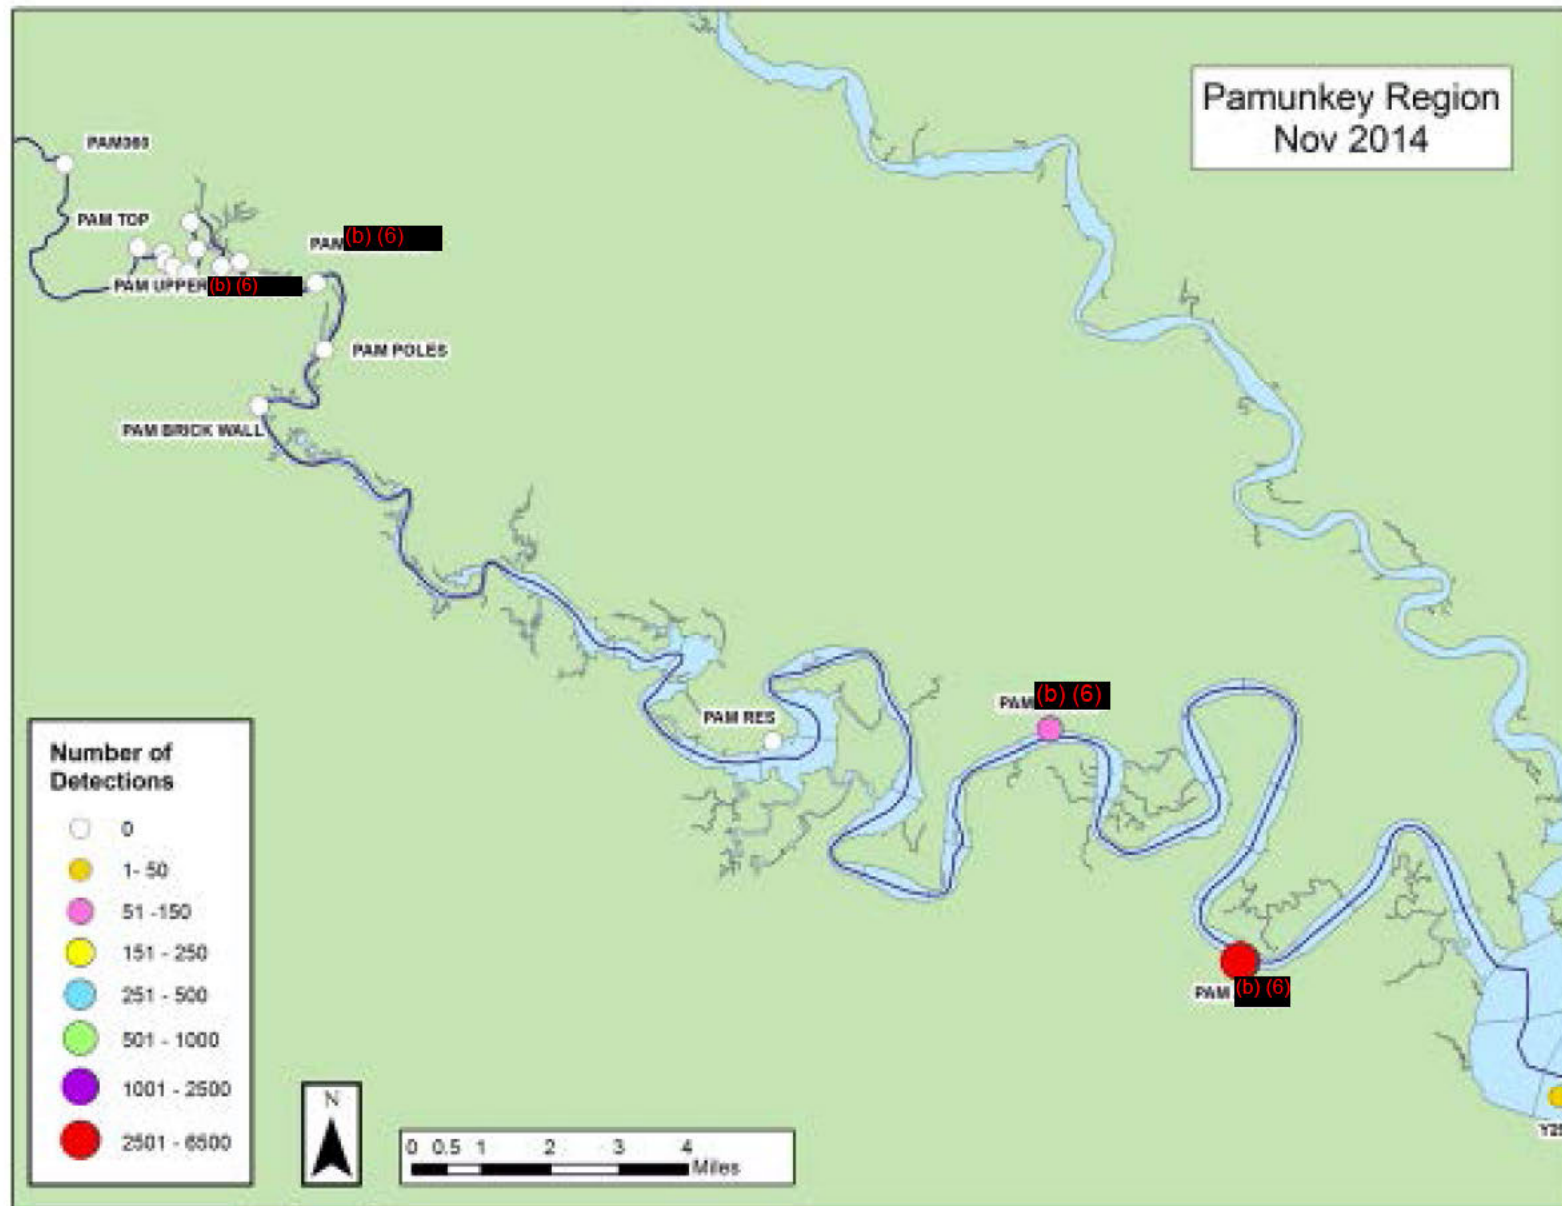 Pamunkey Region
Nov 2014
PAM360
PAM TOP
PAM (b) (6)
PAM UPPER (b) (6)
PAM POLES
PAM BRICK WALL
PAM RES
PAM (b) (6)
PAM (b) (6)
Number of
Detections
0
1- 50
51 -150
151 - 250
251 - 500
501 - 1000
1001 - 2500
2501 - 6500
N
0 0.5 1 2 3 4
Miles